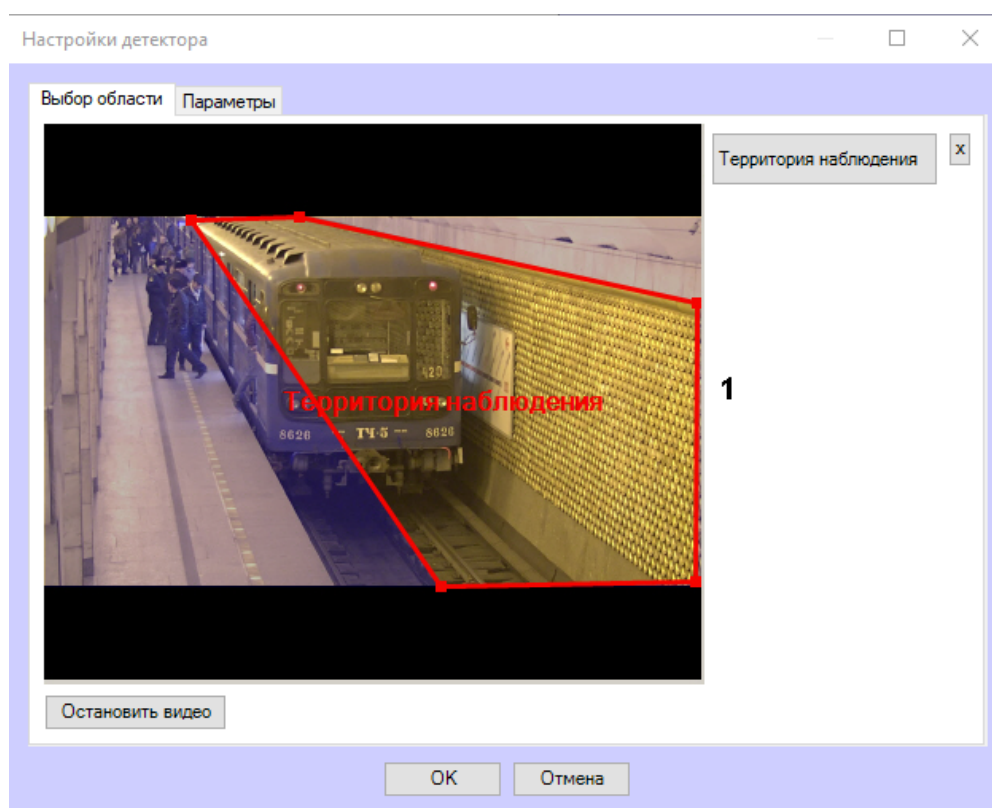 Настройки детектора
Выбор области
Параметры
Территория наблюдения
x
420
Территория наблюдения
1
8626 -- ТЧ-5 -- 8626
Остановить видео
OK
Отмена